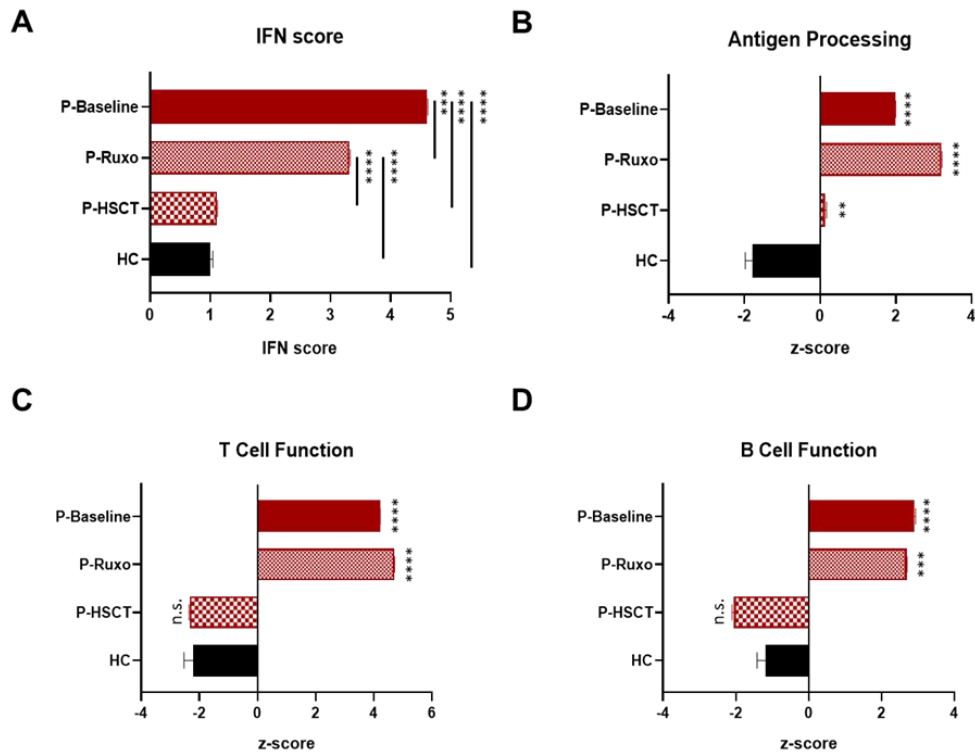 A
IFN score
P-Baseline
P-Ruxo
P-HSCT
HC
***
****
****
****
****
0 1 2 3 4 5
IFN score
B
Antigen Processing
P-Baseline
P-Ruxo
P-HSCT
HC
****
****
**
-4 -2 0 2 4
z-score
C
T Cell Function
P-Baseline
P-Ruxo
P-HSCT
HC
****
****
n.s.
-4 -2 0 2 4 6
z-score
D
B Cell Function
P-Baseline
P-Ruxo
P-HSCT
HC
****
***
n.s.
-4 -2 0 2 4
z-score